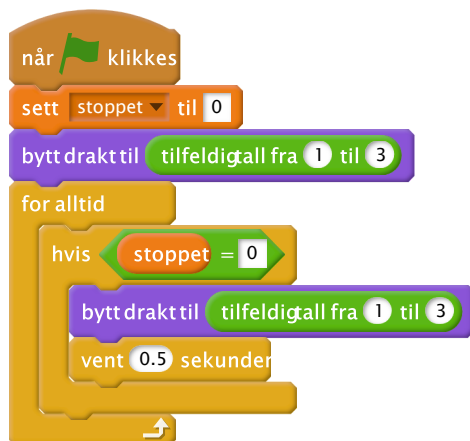 når klikkes
sett stoppet til 0
bytt drakt til tilfeldig tall fra 1 til 3
for alltid
hvis stoppet = 0
bytt drakt til tilfeldig tall fra 1 til 3
vent 0.5 sekunder